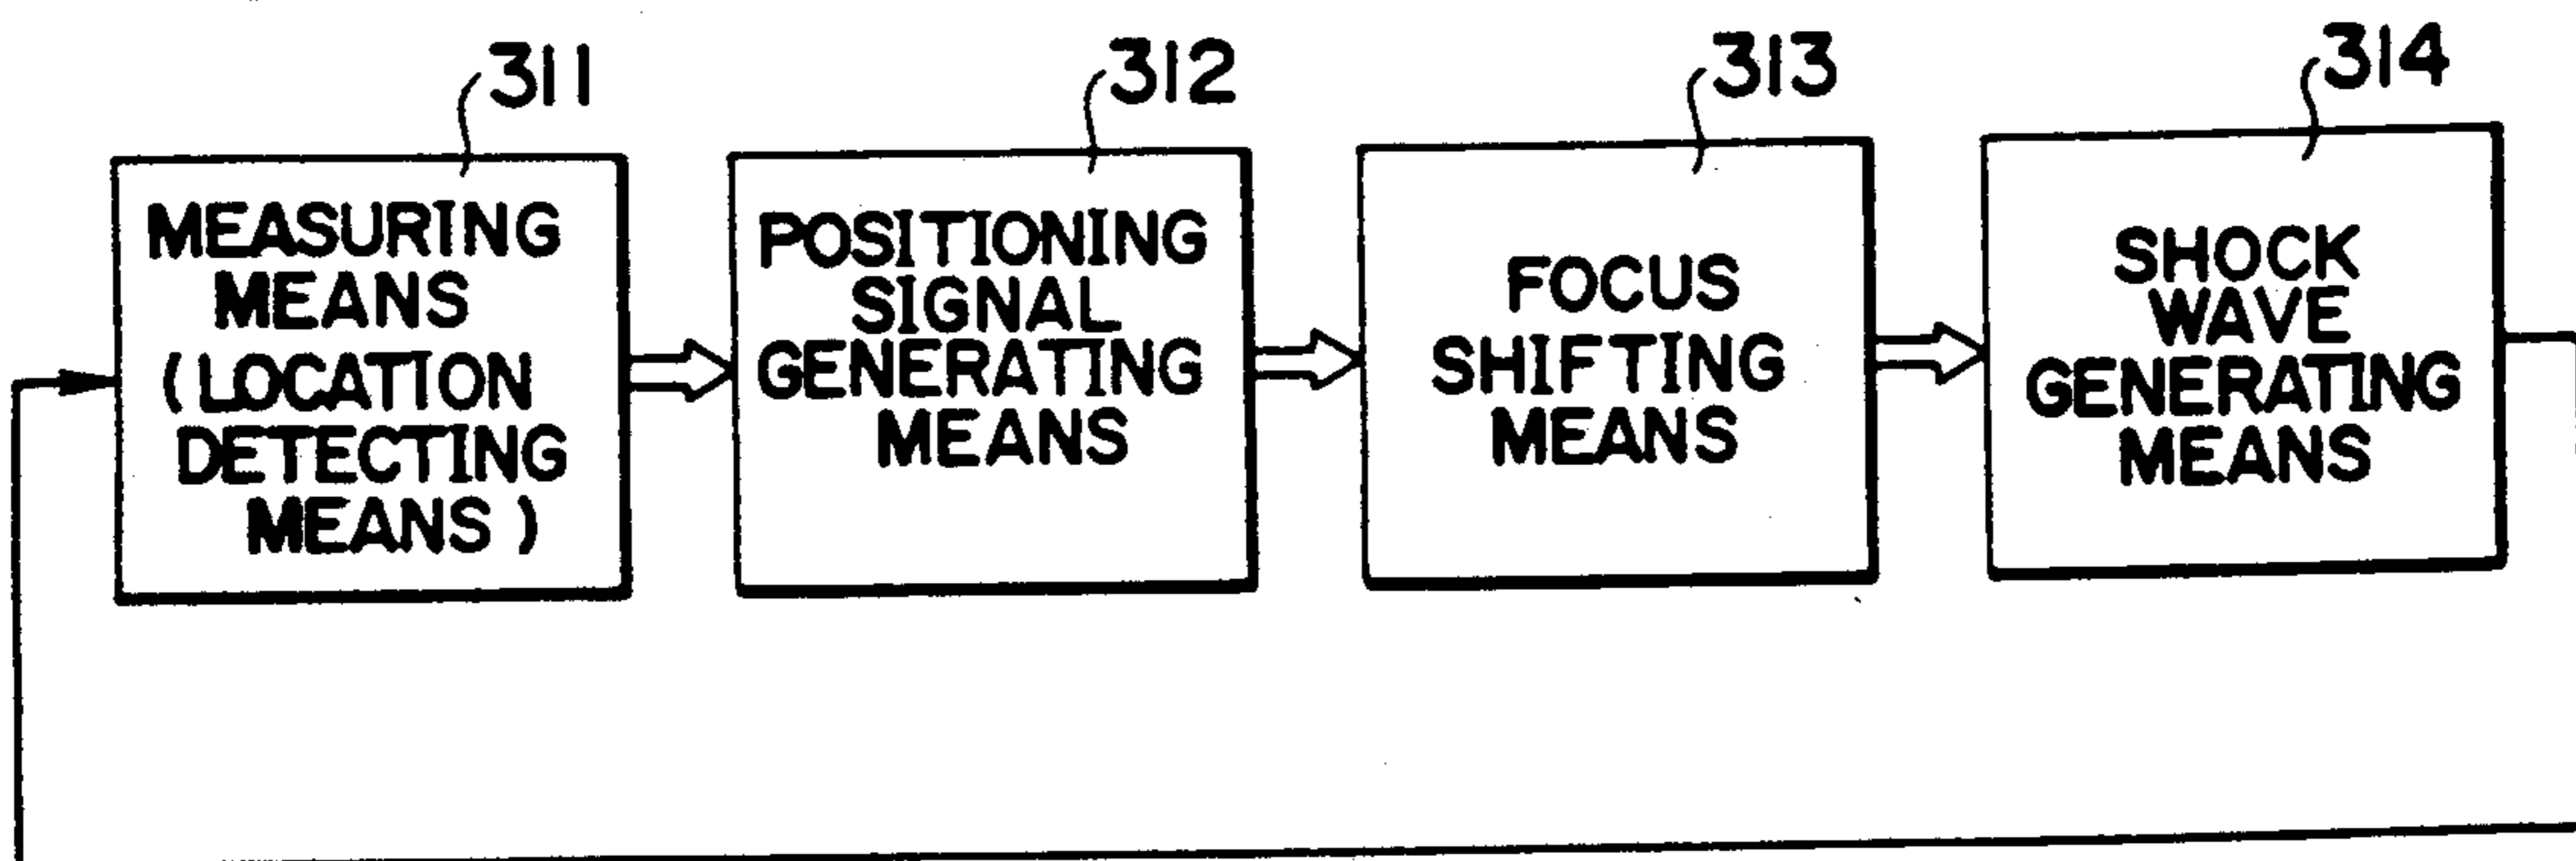 311
312
313
314
MEASURING
MEANS
(LOCATION
DETECTING
MEANS)
POSITIONING
SIGNAL
GENERATING
MEANS
FOCUS
SHIFTING
MEANS
SHOCK
WAVE
GENERATING
MEANS